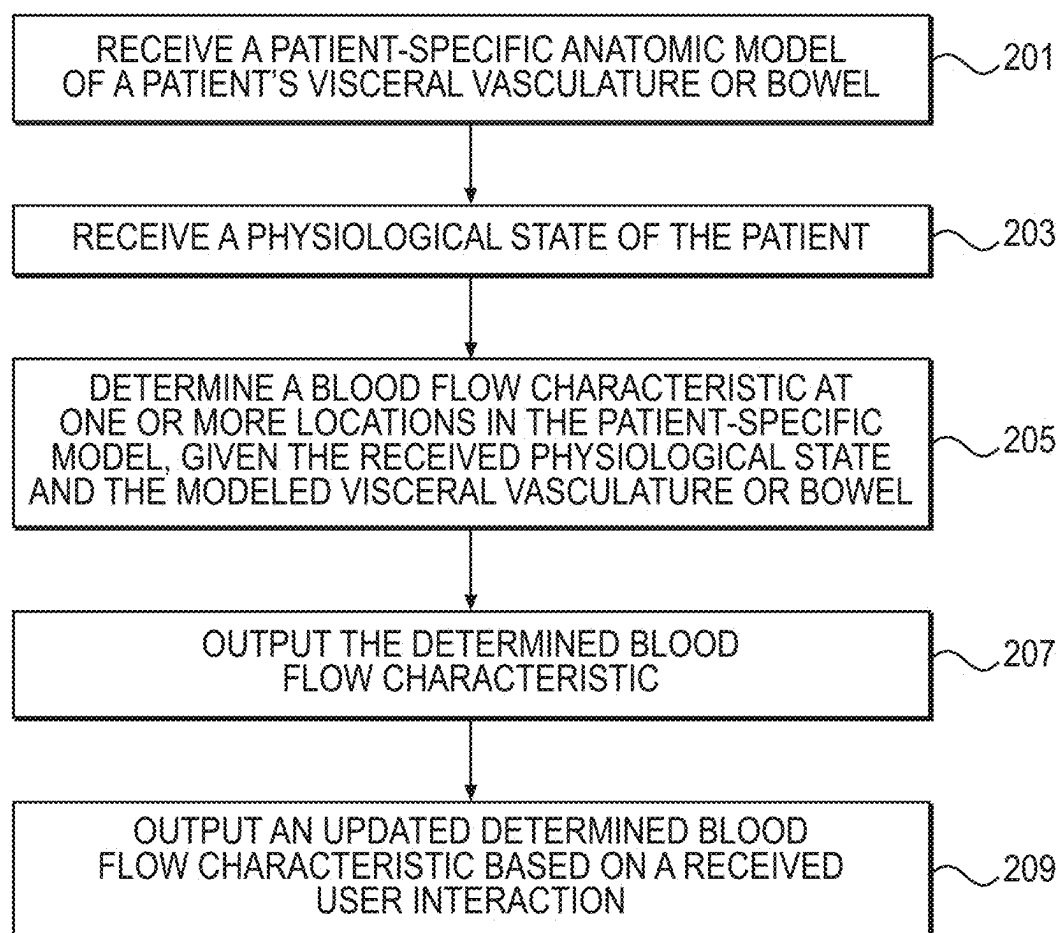 RECEIVE A PATIENT-SPECIFIC ANATOMIC MODEL
OF A PATIENT'S VISCERAL VASCULATURE OR BOWEL
201
RECEIVE A PHYSIOLOGICAL STATE OF THE PATIENT
203
DETERMINE A BLOOD FLOW CHARACTERISTIC AT
ONE OR MORE LOCATIONS IN THE PATIENT-SPECIFIC
MODEL, GIVEN THE RECEIVED PHYSIOLOGICAL STATE
AND THE MODELED VISCERAL VASCULATURE OR BOWEL
205
OUTPUT THE DETERMINED BLOOD
FLOW CHARACTERISTIC
207
OUTPUT AN UPDATED DETERMINED BLOOD
FLOW CHARACTERISTIC BASED ON A RECEIVED
USER INTERACTION
209